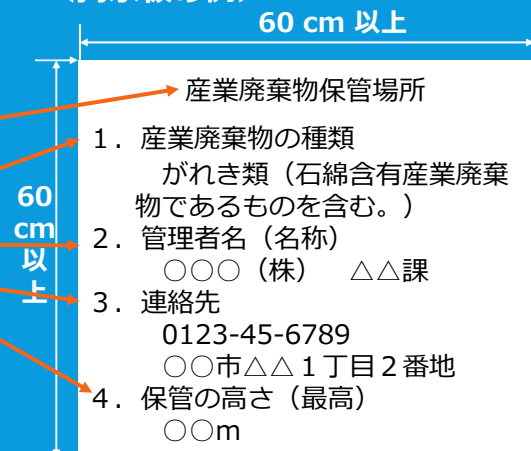 60 cm 以上
産業廃棄物保管場所
1．産業廃棄物の種類
がれき類（石綿含有産業廃棄
物であるものを含む。）
2．管理者名（名称）
○○○（株）　△△課
3．連絡先
0123-45-6789
○○市△△１丁目２番地
4．保管の高さ（最高）
○○m
60
cm
以
上